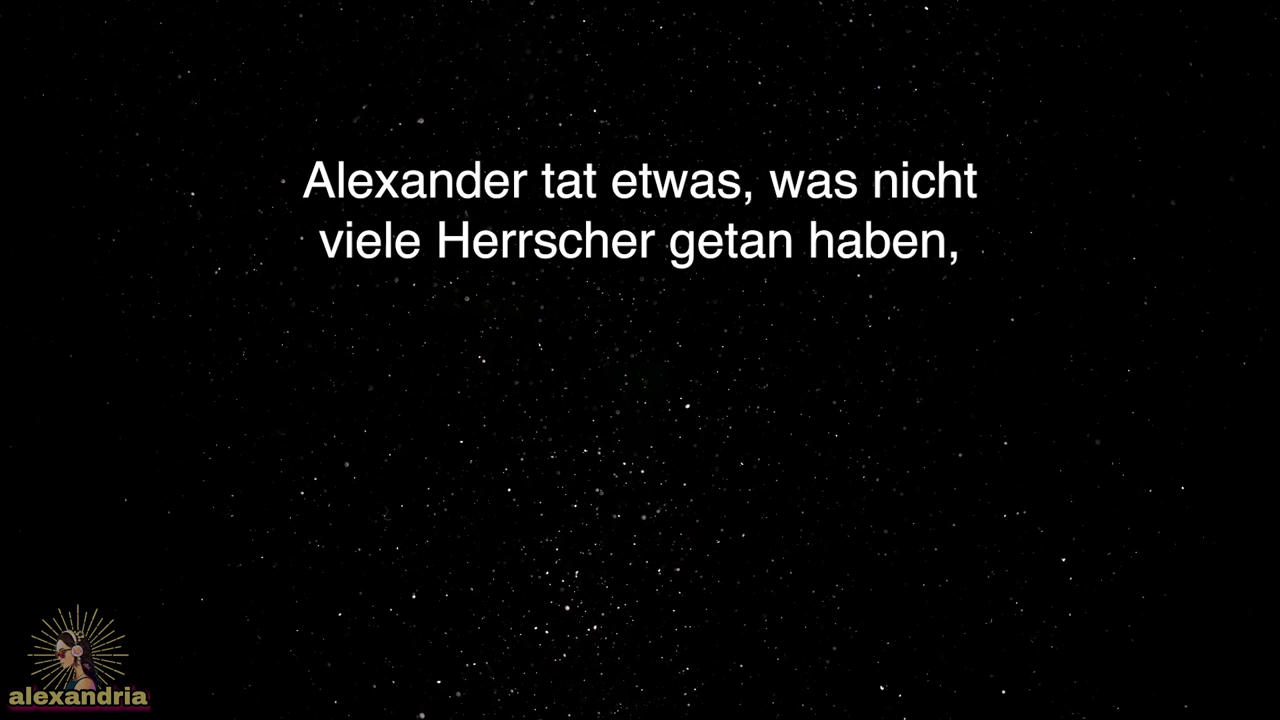 Alexander tat etwas, was nicht
viele Herrscher getan haben,
alexandria